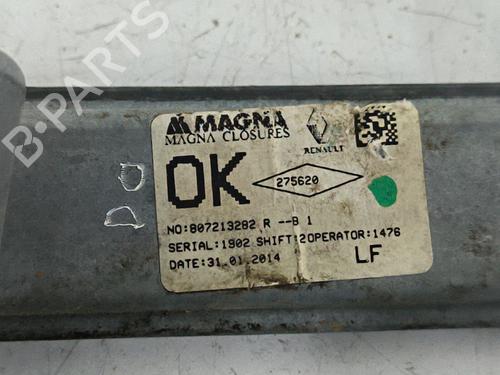 MAGNA
MAGNA CLOSURES
RENAULT
OK
275620
NO:807213282 R --B 1
SERIAL:1902 SHIFT:2OPERATOR:1476
DATE:31.01.2014
LF
DO
B-PARTS